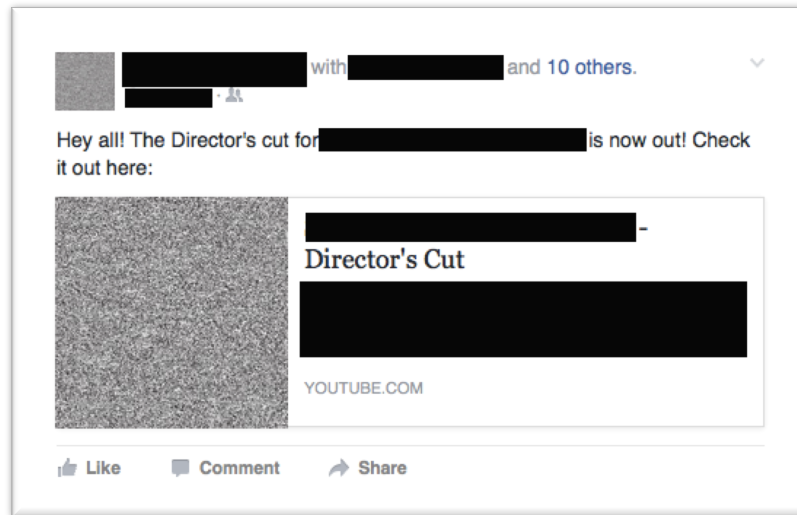 with and 10 others.
Hey all! The Director's cut for is now out! Check
it out here:
-
Director's Cut
YOUTUBE.COM
Like Comment Share